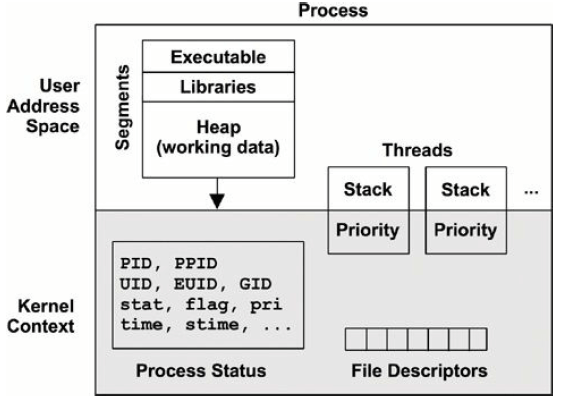 Process
User
Address
Space
Segments
Executable
Libraries
Heap
(working data)
Threads
Stack
Stack
...
Priority
Priority
Kernel
Context
PID, PPID
UID, EUID, GID
stat, flag, pri
time, stime, ...
Process Status
File Descriptors